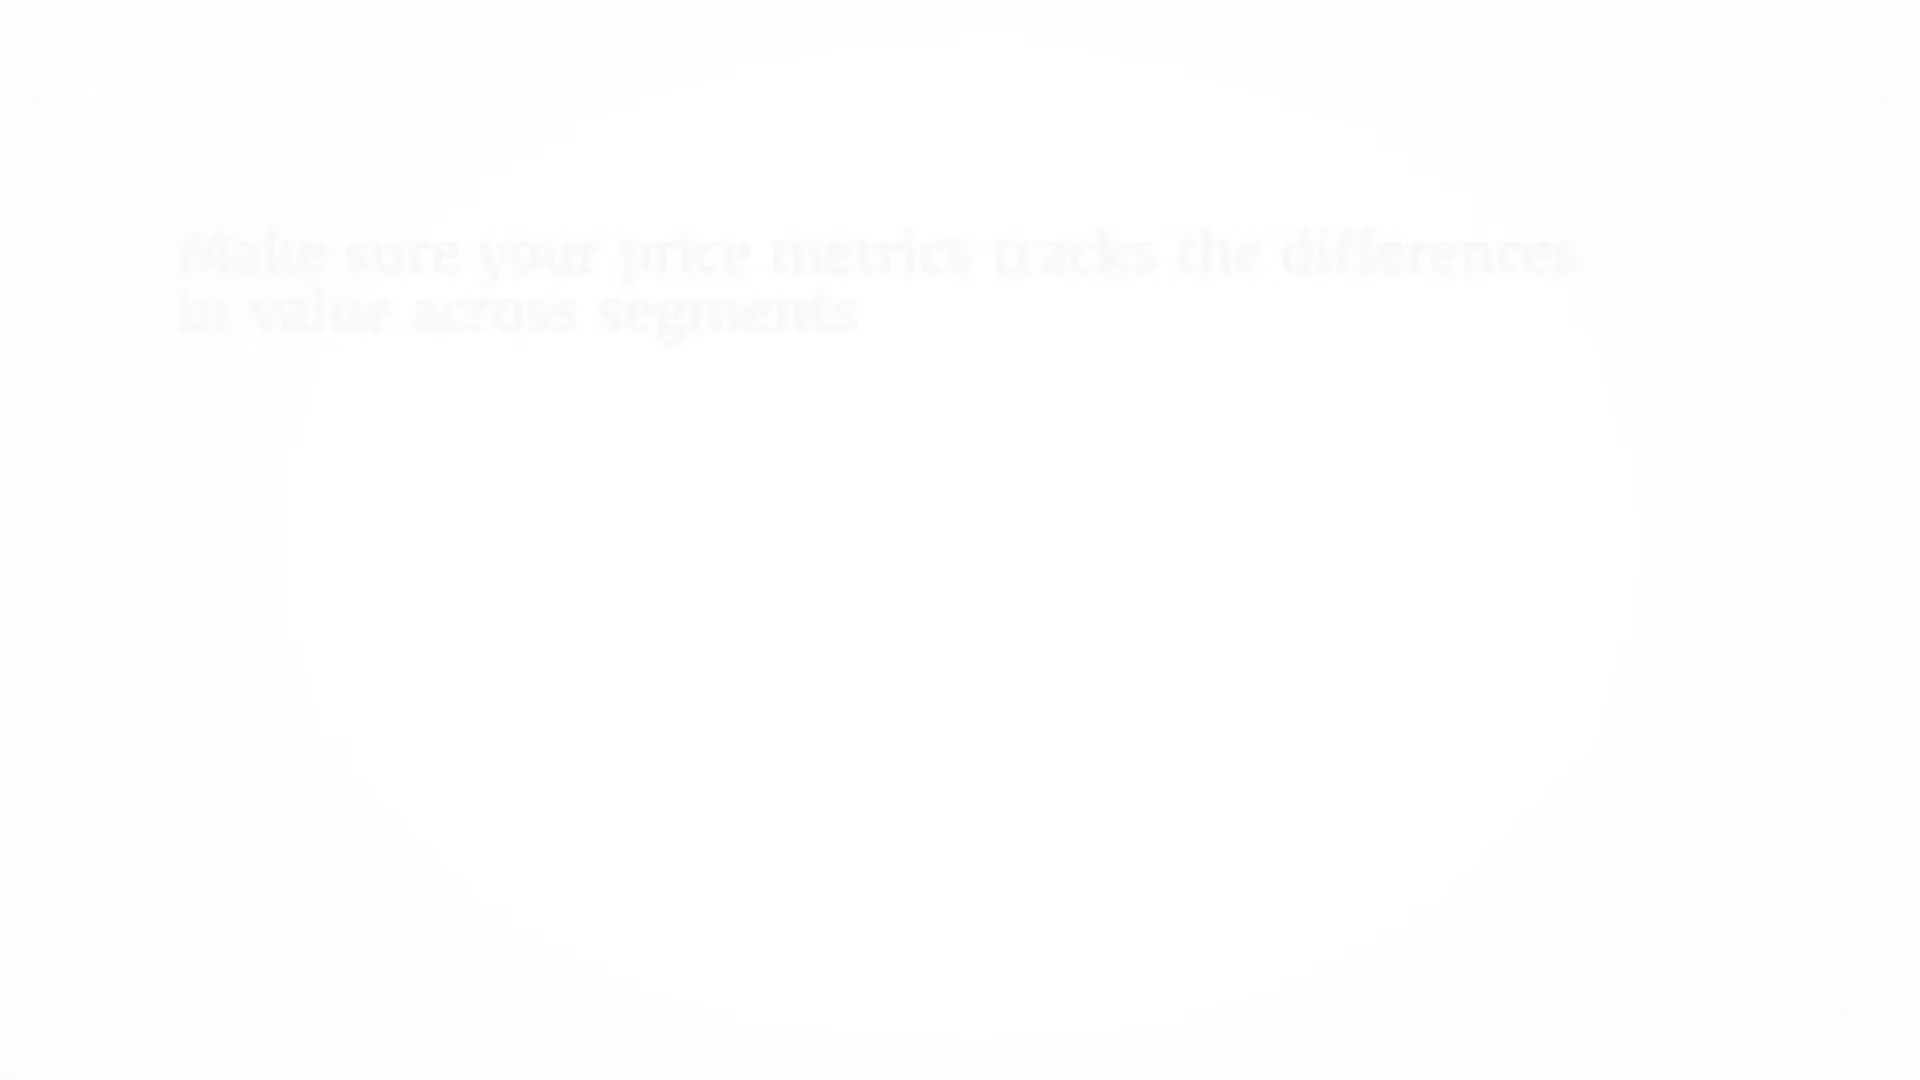 Make sure your price metrics tracks the differences
in value across segments